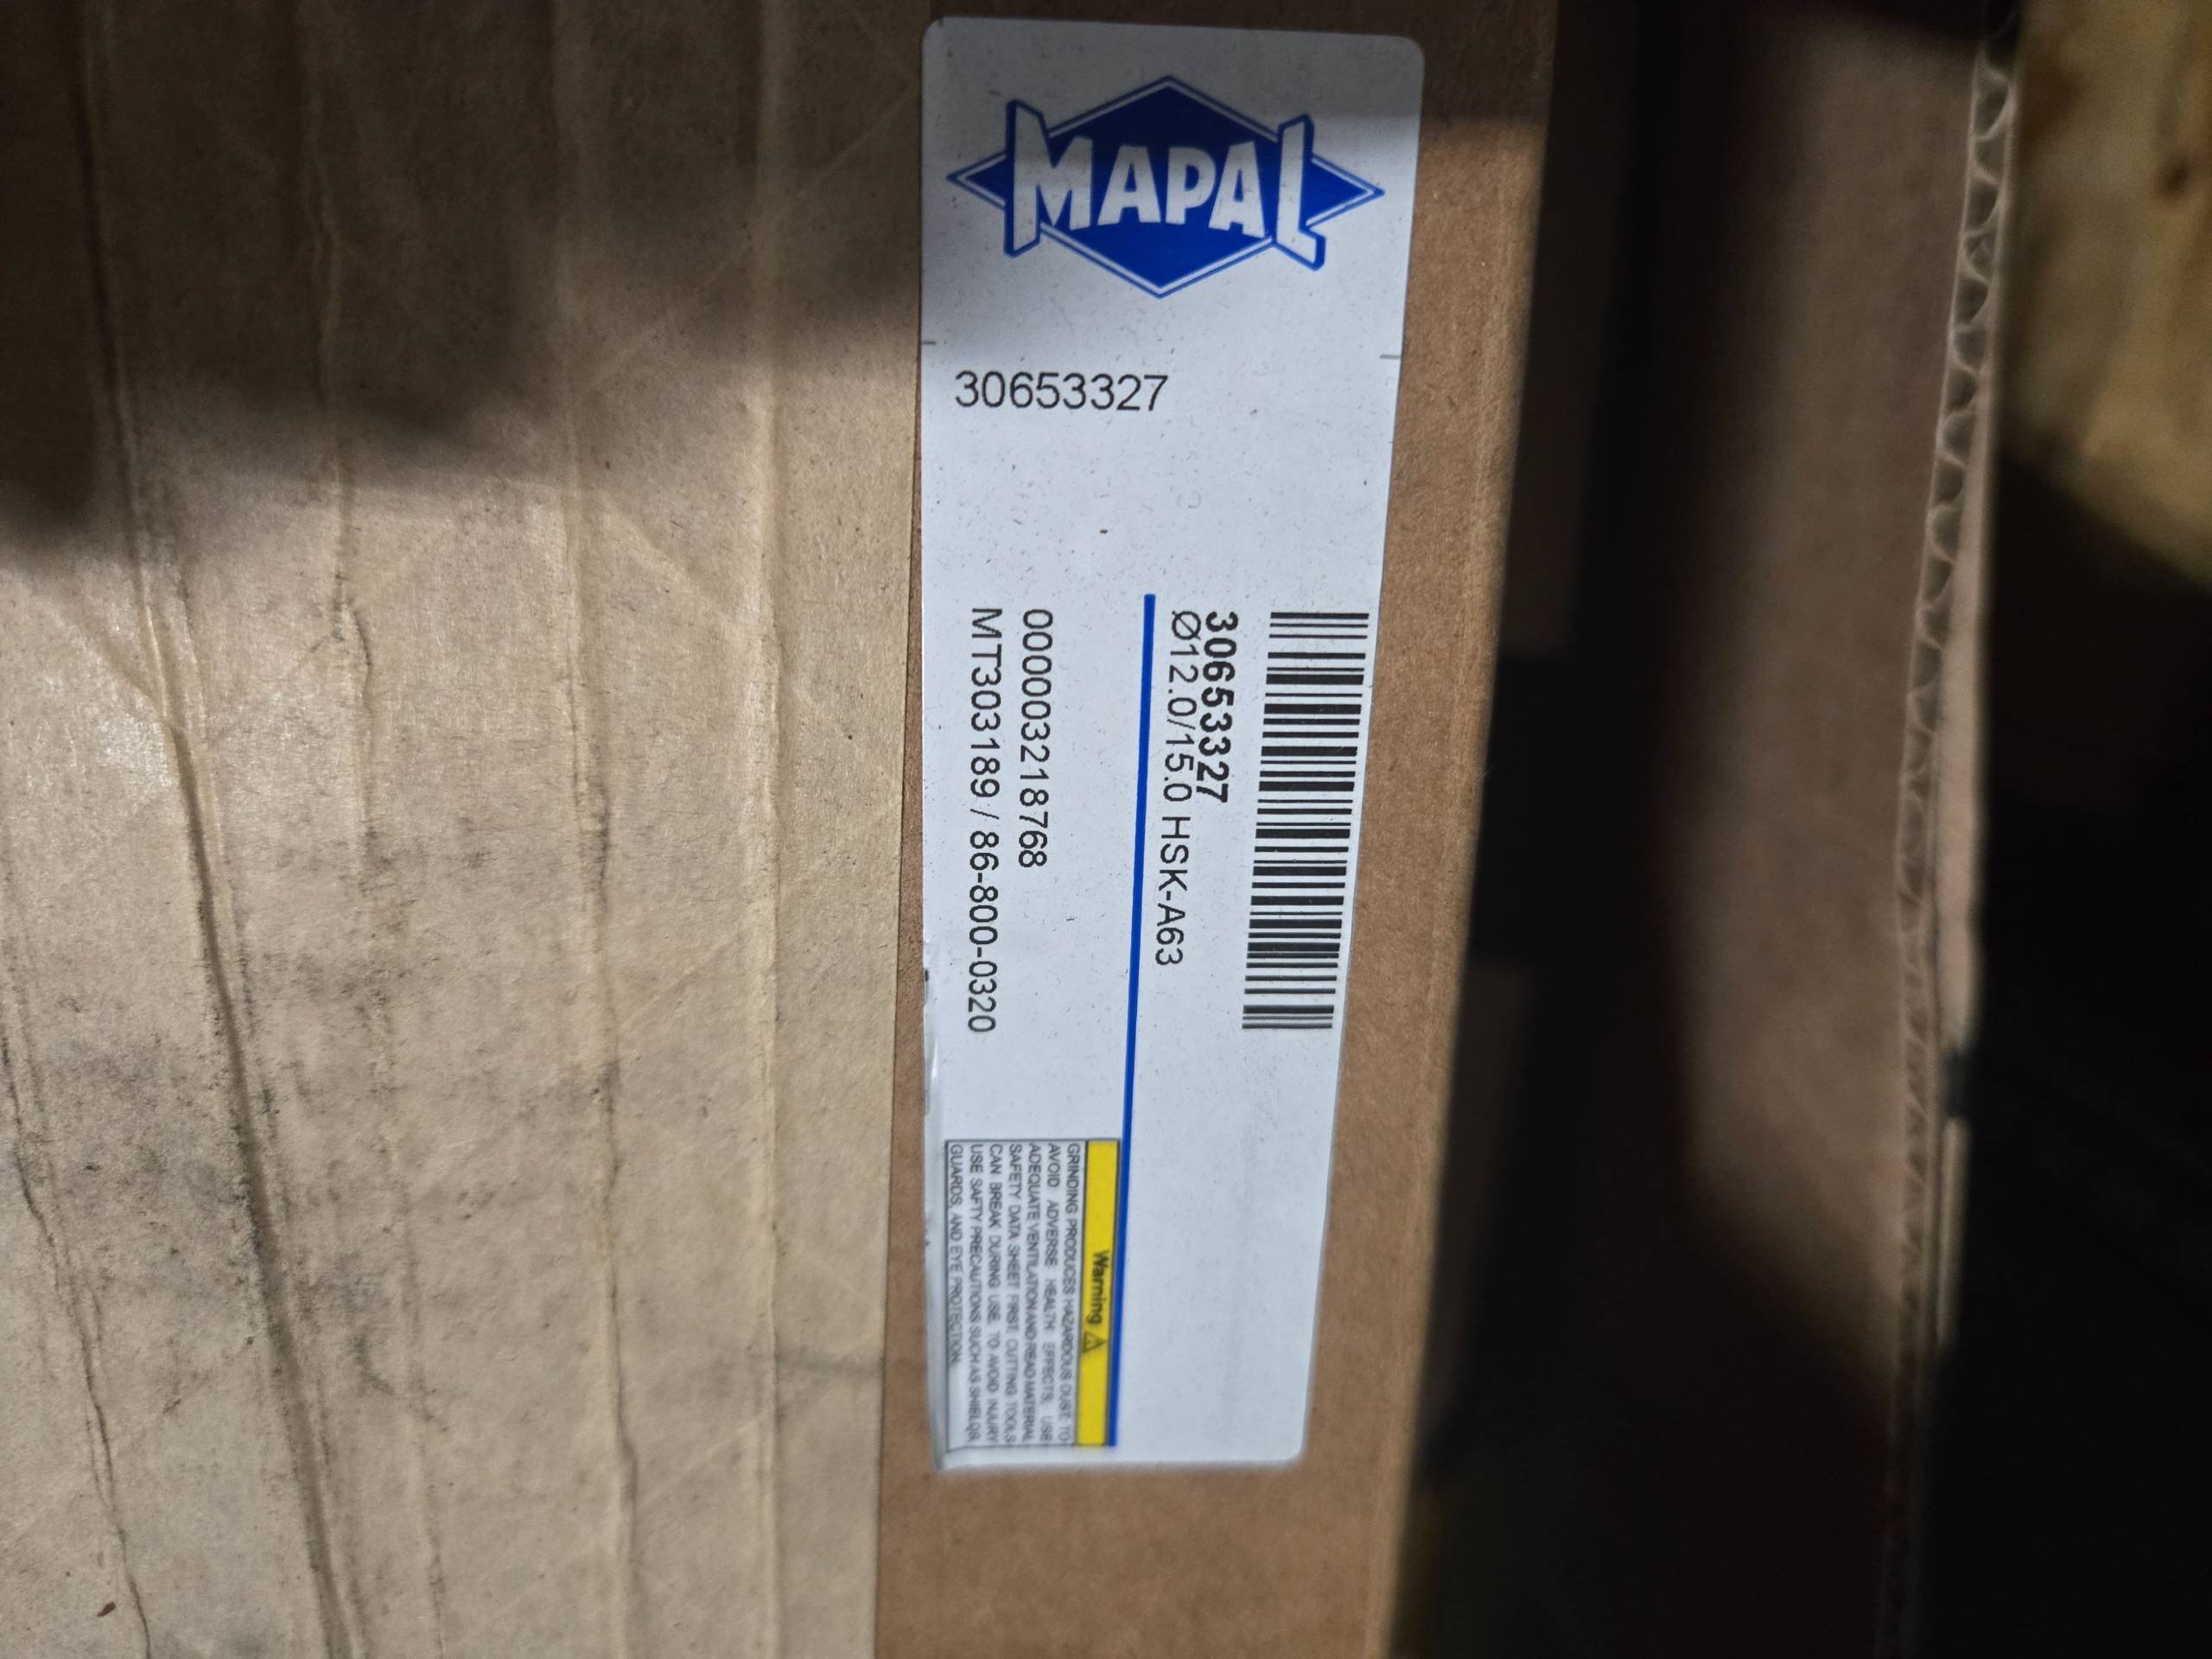 MAPAL
30653327
30653327
Ø12.0/15.0 HSK-A63
000003218768
MT303189 / 86-800-0320
Warning
GRINDING PRODUCES HAZARDOUS DUST. TO
AVOID ADVERSE HEALTH EFFECTS, USE
ADEQUATE VENTILATION AND READ MATERIAL
SAFETY DATA SHEET FIRST. CUTTING TOOLS
CAN BREAK DURING USE. TO AVOID INJURY
USE SAFTY PRECAUTIONS SUCH AS SHIELDS,
GUARDS, AND EYE PROTECTION.